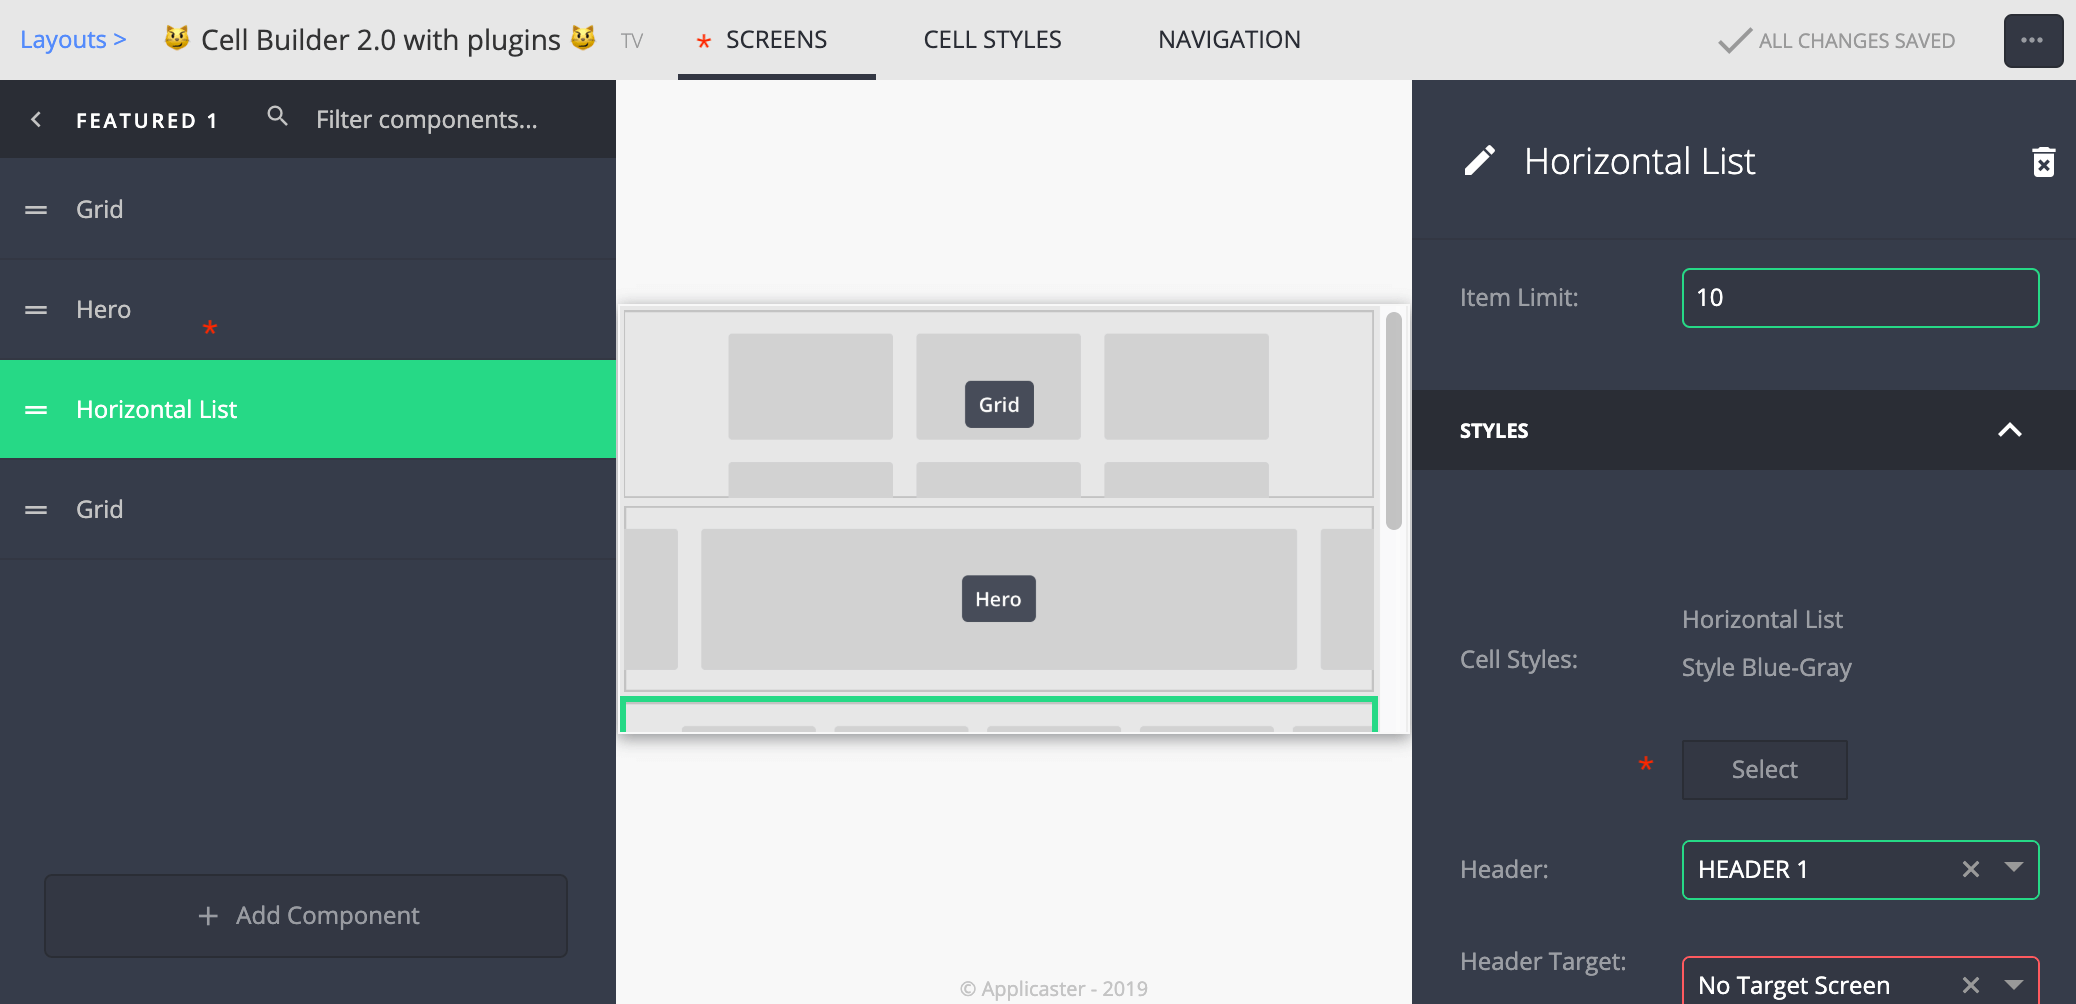 Layouts >
Cell Builder 2.0 with plugins
TV
* SCREENS
CELL STYLES
NAVIGATION
ALL CHANGES SAVED
FEATURED 1
Filter components...
Grid
Hero
*
Horizontal List
Grid
+ Add Component
Grid
Hero
© Applicaster - 2019
Horizontal List
Item Limit:
10
STYLES
Cell Styles:
Horizontal List
Style Blue-Gray
*
Select
Header:
HEADER 1
Header Target:
No Target Screen